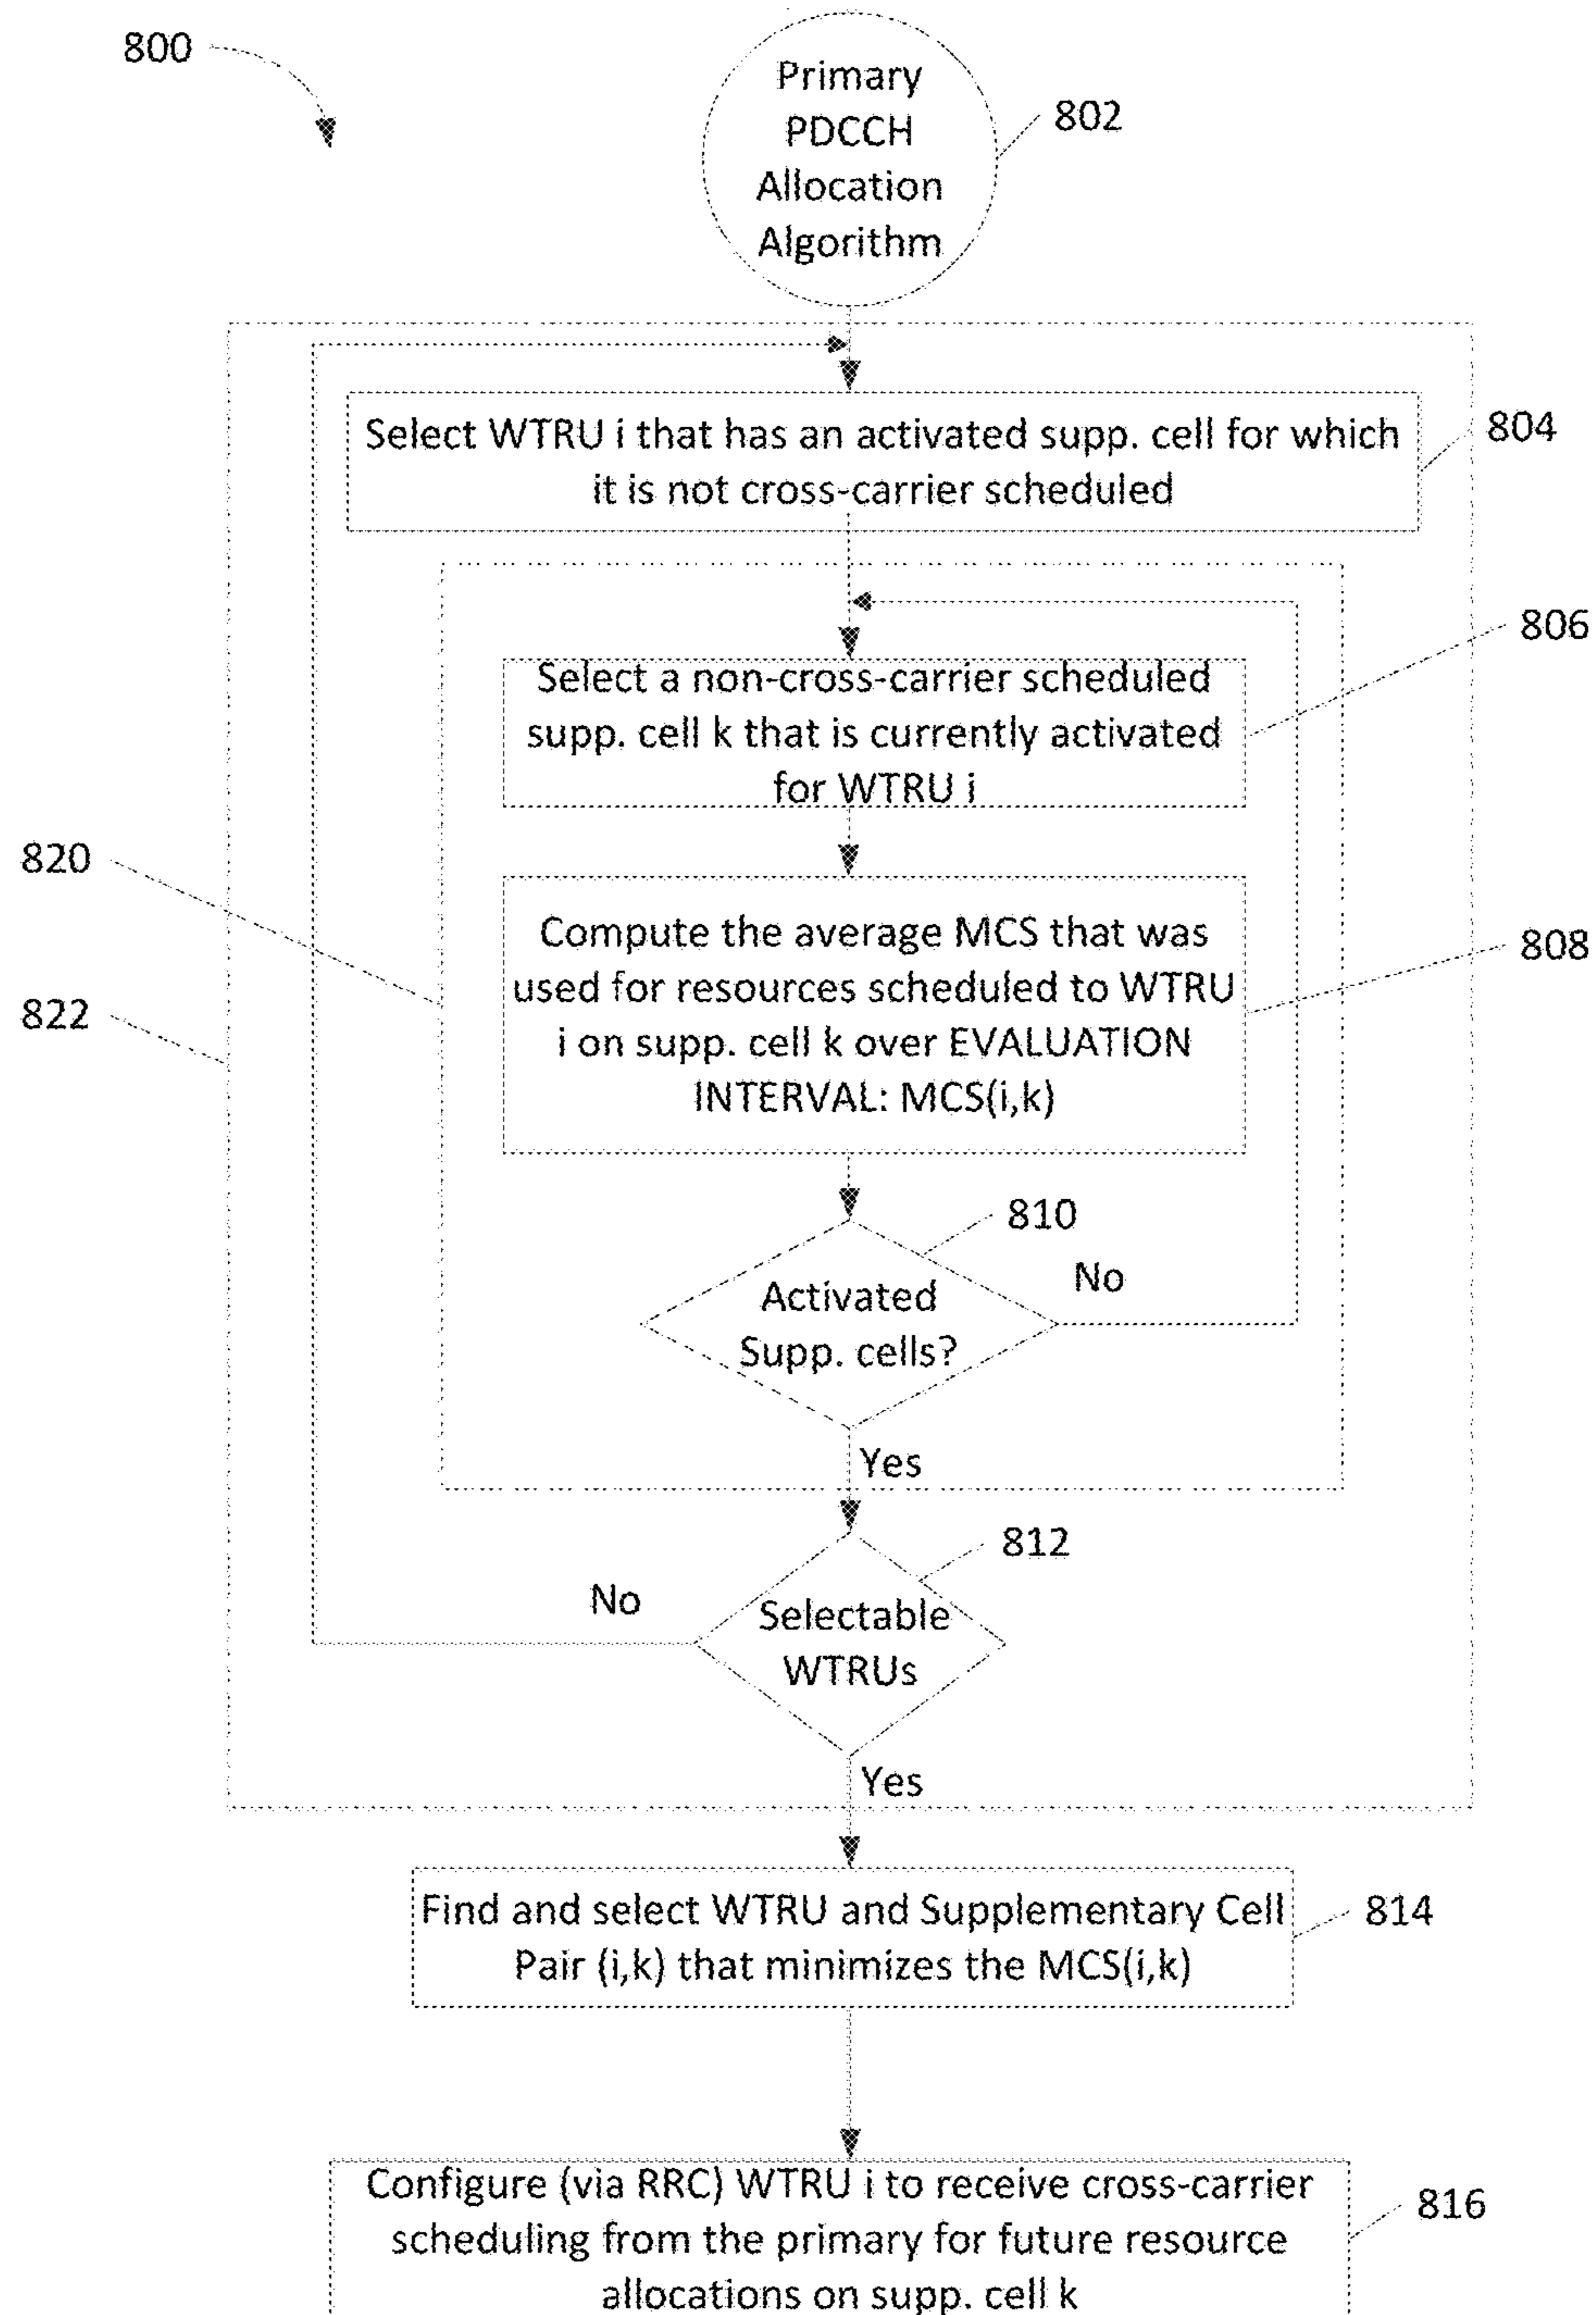 800
Primary
PDCCH
Allocation
Algorithm
802
Select WTRU i that has an activated supp. cell for which
it is not cross-carrier scheduled
804
Select a non-cross-carrier scheduled
supp. cell k that is currently activated
for WTRU i
806
820
822
Compute the average MCS that was
used for resources scheduled to WTRU
i on supp. cell k over EVALUATION
INTERVAL: MCS(i,k)
808
810
Activated
Supp. cells?
No
Yes
812
Selectable
WTRUs
No
Yes
Find and select WTRU and Supplementary Cell
Pair (i,k) that minimizes the MCS(i,k)
814
Configure (via RRC) WTRU i to receive cross-carrier
scheduling from the primary for future resource
allocations on supp. cell k
816